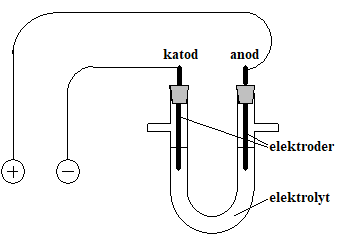 katod anod
elektroder
+ −
elektrolyt